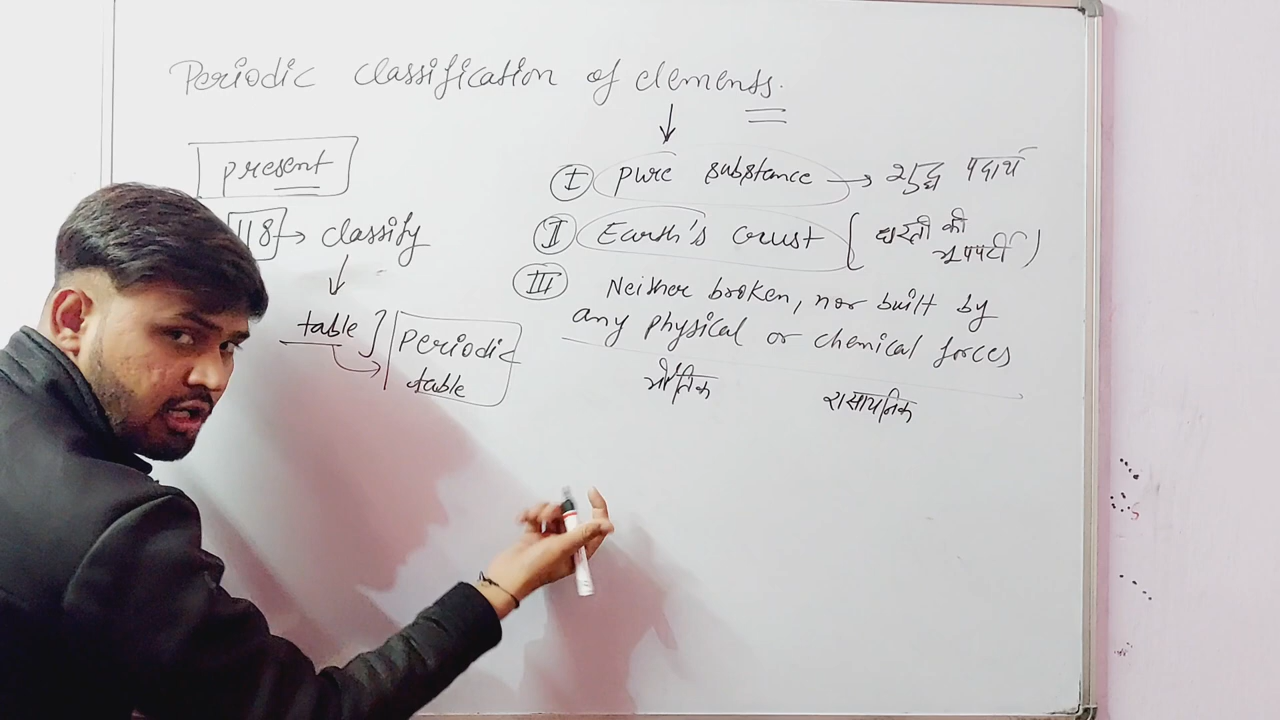 Periodic classification of elements.
present
118 → classify
table
Periodic
table
I pure substance → शुद्ध पदार्थ
II Earth's crust (धरती की
भूपपर्टी)
III Neither broken, nor built by
any physical or chemical forces
भौतिक रासायनिक